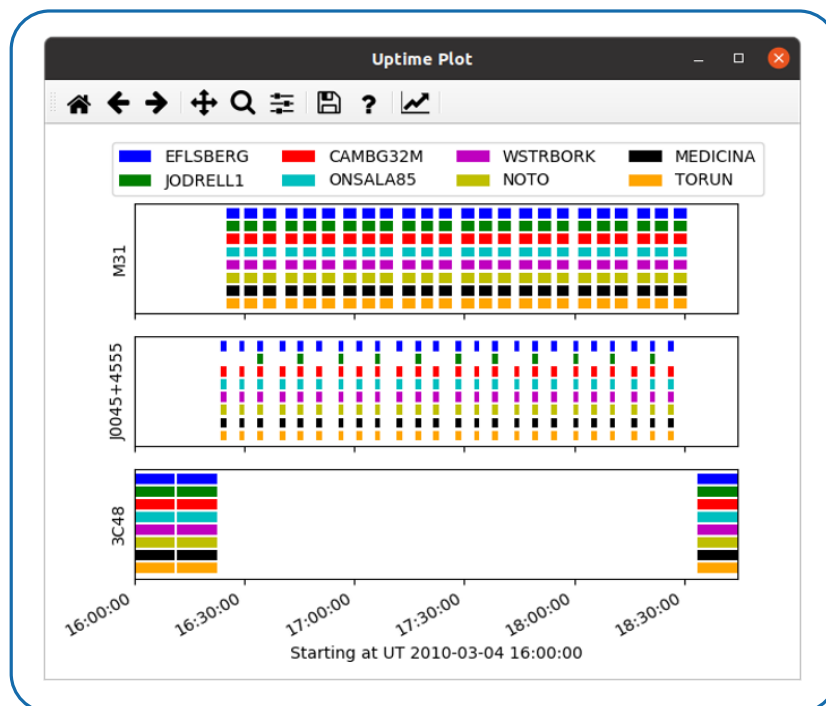 Uptime Plot
EFLSBERG CAMBG32M WSTRBORK MEDICINA
JODRELL1 ONSALA85 NOTO TORUN
M31
J0045+4555
3C48
16:00:00 16:30:00 17:00:00 17:30:00 18:00:00 18:30:00
Starting at UT 2010-03-04 16:00:00